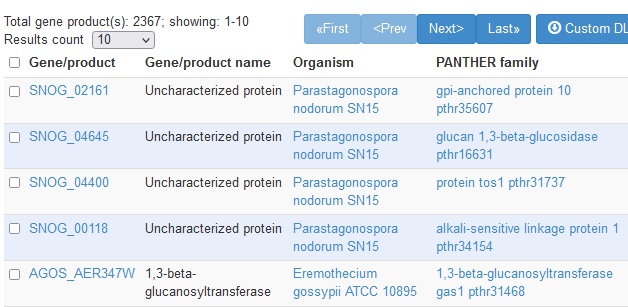 Total gene product(s): 2367; showing: 1-10
Results count 10
«First <Prev Next> Last» Custom DL
Gene/product Gene/product name Organism PANTHER family
SNOG_02161 Uncharacterized protein Parastagonospora gpi-anchored protein 10
nodorum SN15 pthr35607
SNOG_04645 Uncharacterized protein Parastagonospora glucan 1,3-beta-glucosidase
nodorum SN15 pthr16631
SNOG_04400 Uncharacterized protein Parastagonospora protein tos1 pthr31737
nodorum SN15
SNOG_00118 Uncharacterized protein Parastagonospora alkali-sensitive linkage protein 1
nodorum SN15 pthr34154
AGOS_AER347W 1,3-beta- Eremothecium 1,3-beta-glucanosyltransferase
glucanosyltransferase gossypii ATCC 10895 gas1 pthr31468